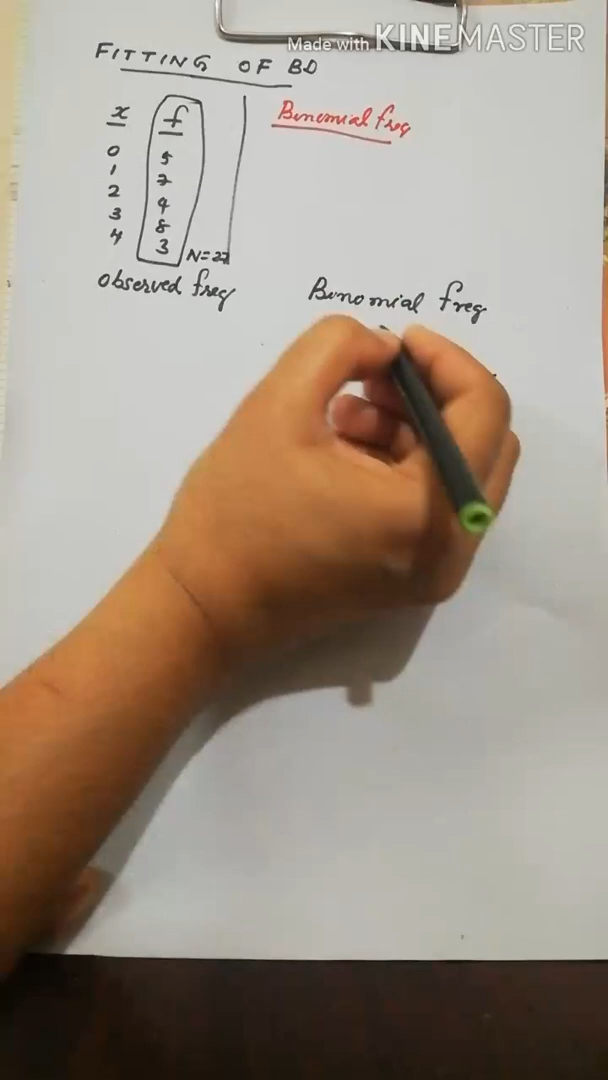 Made with KINEMASTER
FITTING OF BD
x f Binomial freq
0 5
1 7
2 4
3 8
4 3 N=27
Observed freq Binomial freq